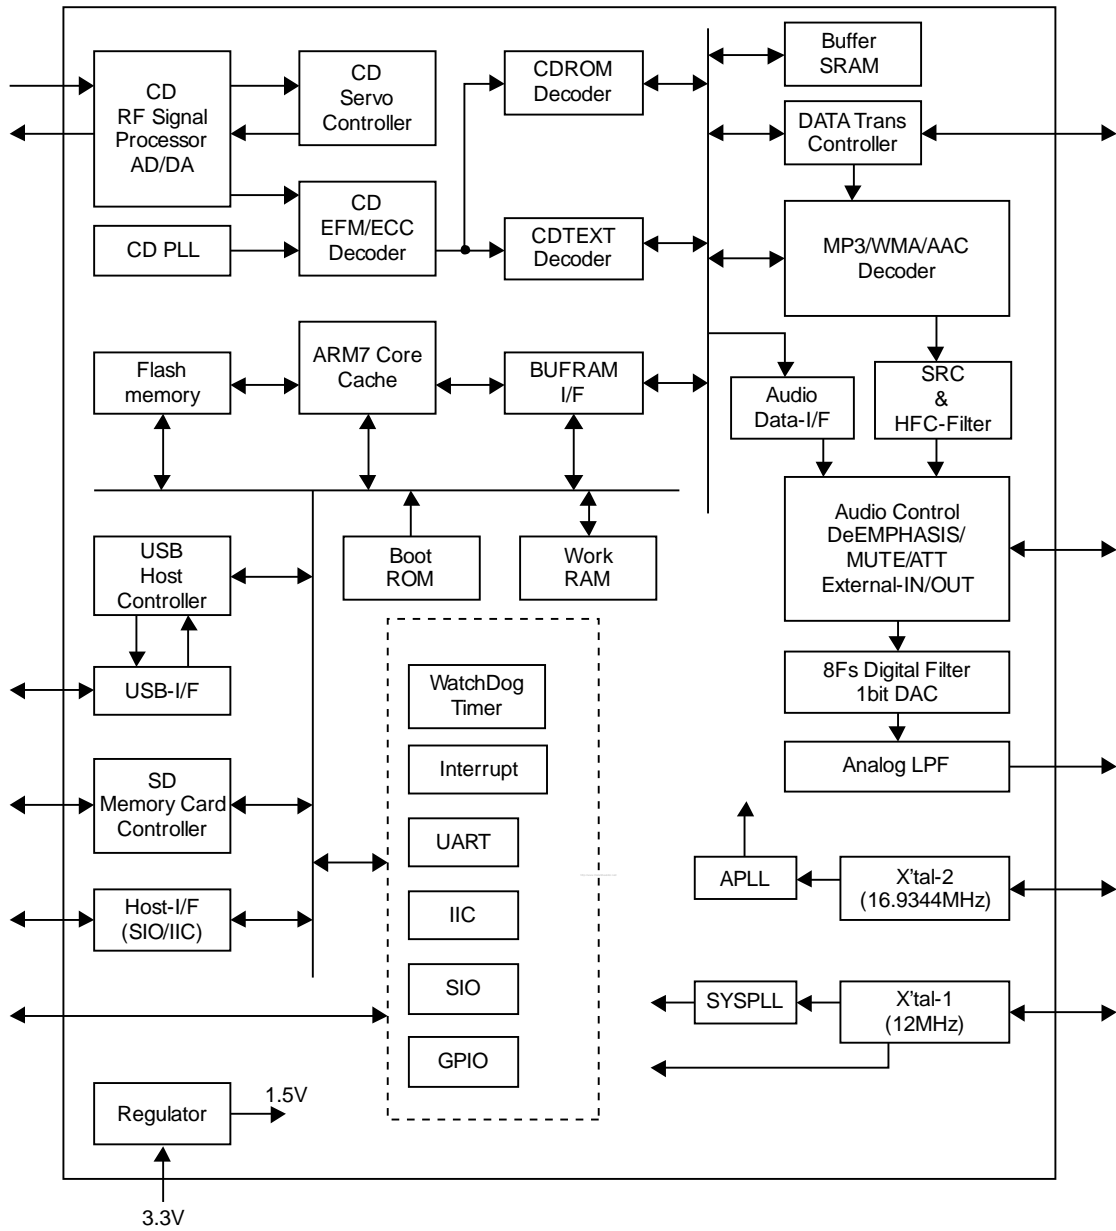 CD
RF Signal
Processor
AD/DA
CD
Servo
Controller
CDROM
Decoder
Buffer
SRAM
DATA Trans
Controller
CD PLL
CD
EFM/ECC
Decoder
CDTEXT
Decoder
MP3/WMA/AAC
Decoder
Flash
memory
ARM7 Core
Cache
BUFRAM
I/F
Audio
Data-I/F
SRC
&
HFC-Filter
USB
Host
Controller
Boot
ROM
Work
RAM
Audio Control
DeEMPHASIS/
MUTE/ATT
External-IN/OUT
USB-I/F
WatchDog
Timer
8Fs Digital Filter
1bit DAC
Interrupt
Analog LPF
SD
Memory Card
Controller
UART
APLL
X'tal-2
(16.9344MHz)
Host-I/F
(SIO/IIC)
IIC
SIO
SYSPLL
X'tal-1
(12MHz)
GPIO
Regulator
1.5V
3.3V